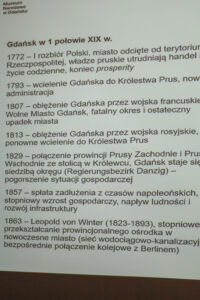 Muzeum
Narodowe
w Gdańsku
Gdańsk w 1 połowie XIX w.
1772 – I rozbiór Polski, miasto odcięte od terytorium
Rzeczpospolitej, władze pruskie utrudniają handel i
życie codzienne, koniec prosperity
1793 – wcielenie Gdańska do Królestwa Prus, now
administracja
1807 – oblężenie Gdańska przez wojska francuskie
Wolne Miasto Gdańsk, fatalny okres i ostateczny
upadek miasta
1813 – oblężenie Gdańska przez wojska rosyjskie,
ponowne wcielenie do Królestwa Prus
1829 – połączenie prowincji Prusy Zachodnie i Prus
Wschodnie ze stolicą w Królewcu, Gdańsk staje się
siedzibą okręgu (Regierungsbezirk Danzig) –
pogorszenie sytuacji gospodarczej
1857 – spłata zadłużenia z czasów napoleońskich,
stopniowy wzrost gospodarczy, napływ ludności i
rozwój infrastruktury
1863 – Leopold von Winter (1823-1893), stopniowe
przekształcanie prowincjonalnego ośrodka w
nowoczesne miasto (sieć wodociągowo-kanalizacyj
bezpośrednie połączenie kolejowe z Berlinem)